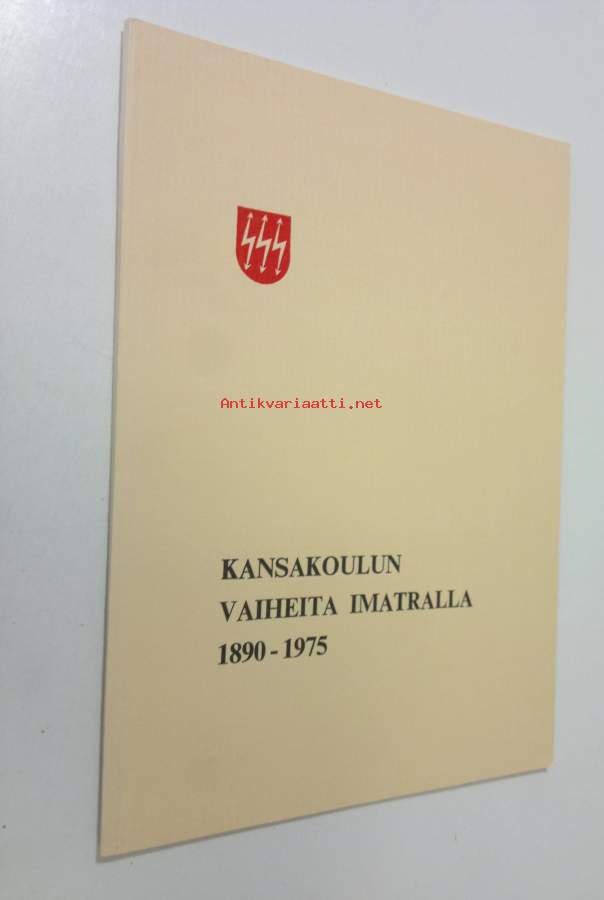 Antikvariaatti.net
KANSAKOULUN
VAIHEITA IMATRALLA
1890-1975